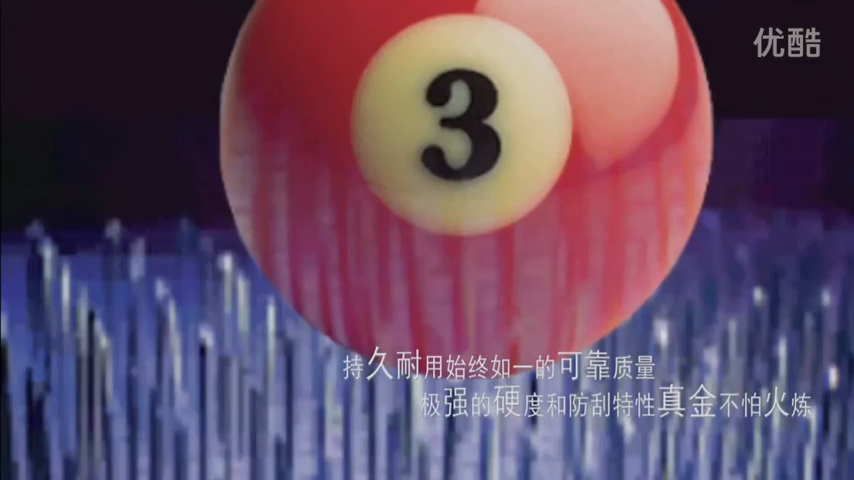 优酷
3
持久耐用始终如一的可靠质量
极强的硬度和防刮特性真金不怕火炼